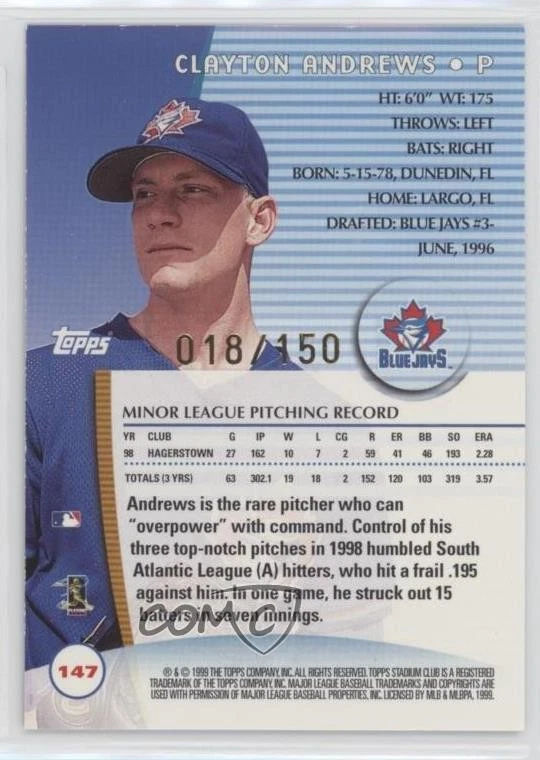 CLAYTON ANDREWS • P
HT: 6'0" WT: 175
THROWS: LEFT
BATS: RIGHT
BORN: 5-15-78, DUNEDIN, FL
HOME: LARGO, FL
DRAFTED: BLUE JAYS #3-
JUNE, 1996
Topps
018/150
BLUE JAYS™
MINOR LEAGUE PITCHING RECORD
YR CLUB G IP W L CG R ER BB SO ERA
98 HAGERSTOWN 27 162 10 7 2 59 41 46 193 2.28
TOTALS (3 YRS) 63 302.1 19 18 2 152 120 103 319 3.57
Andrews is the rare pitcher who can
"overpower" with command. Control of his
three top-notch pitches in 1998 humbled South
Atlantic League (A) hitters, who hit a frail .195
against him. In one game, he struck out 15
batters in seven innings.
COMC
147
® & © 1999 THE TOPPS COMPANY, INC. ALL RIGHTS RESERVED. TOPPS STADIUM CLUB IS A REGISTERED
TRADEMARK OF THE TOPPS COMPANY, INC. MAJOR LEAGUE BASEBALL TRADEMARKS AND COPYRIGHTS ARE
USED WITH PERMISSION OF MAJOR LEAGUE BASEBALL PROPERTIES, INC. LICENSED BY MLB & MLBPA, 1999.